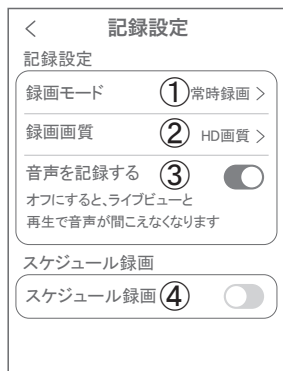 < 記録設定
記録設定
録画モード ①常時録画 >
録画画質 ② HD画質 >
音声を記録する ③
オフにすると、ライブビューと
再生で音声が聞こえなくなります
スケジュール録画
スケジュール録画④